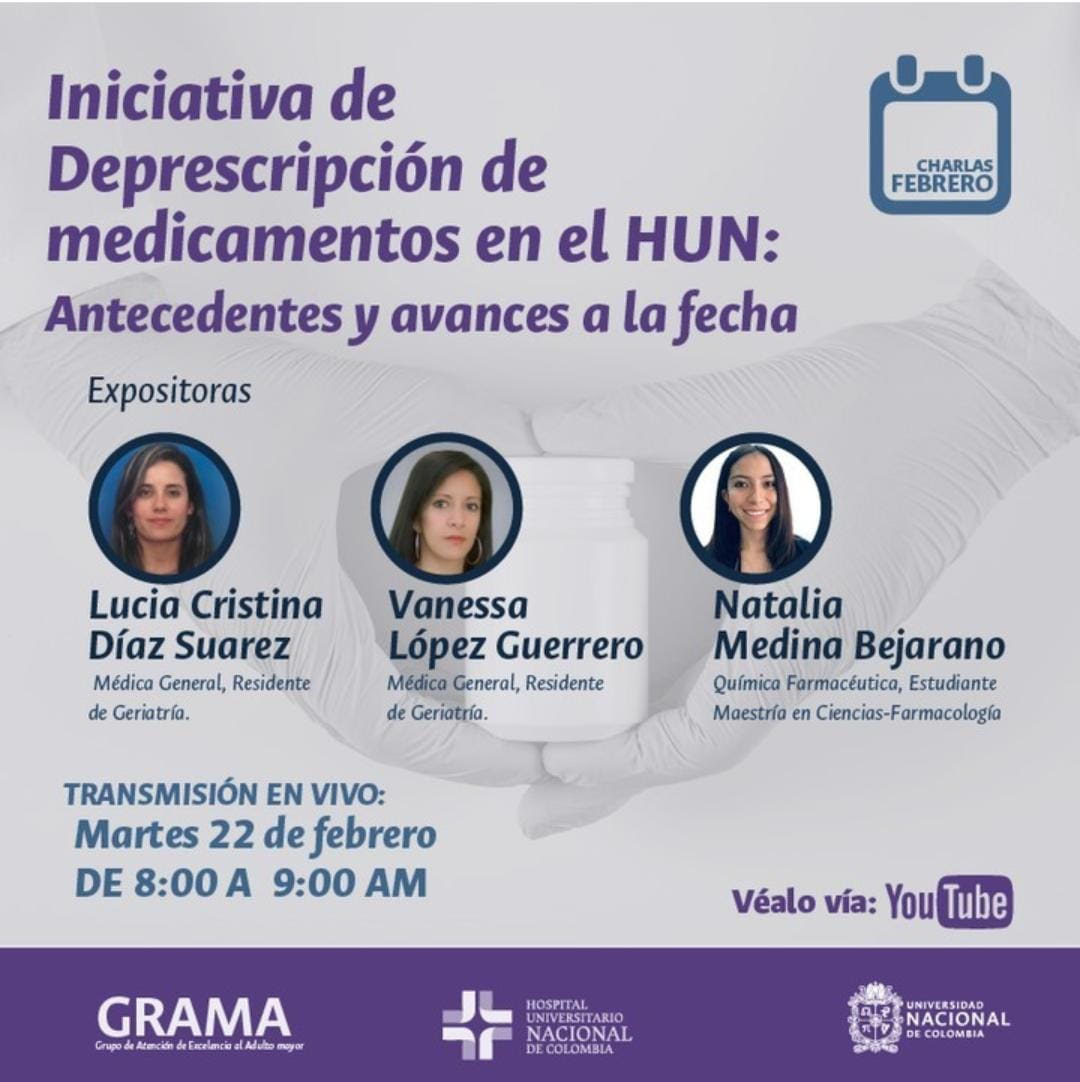 Iniciativa de
Deprescripción de
medicamentos en el HUN:
Antecedentes y avances a la fecha
CHARLAS
FEBRERO
Expositoras
Lucia Cristina
Díaz Suarez
Médica General, Residente
de Geriatría.
Vanessa
López Guerrero
Médica General, Residente
de Geriatría.
Natalia
Medina Bejarano
Química Farmacéutica, Estudiante
Maestría en Ciencias-Farmacología
TRANSMISIÓN EN VIVO:
Martes 22 de febrero
DE 8:00 A 9:00 AM
Véalo vía: YouTube
GRAMA
Grupo de Atención de Excelencia al Adulto mayor
HOSPITAL
UNIVERSITARIO
NACIONAL
DE COLOMBIA
UNIVERSIDAD
NACIONAL
DE COLOMBIA